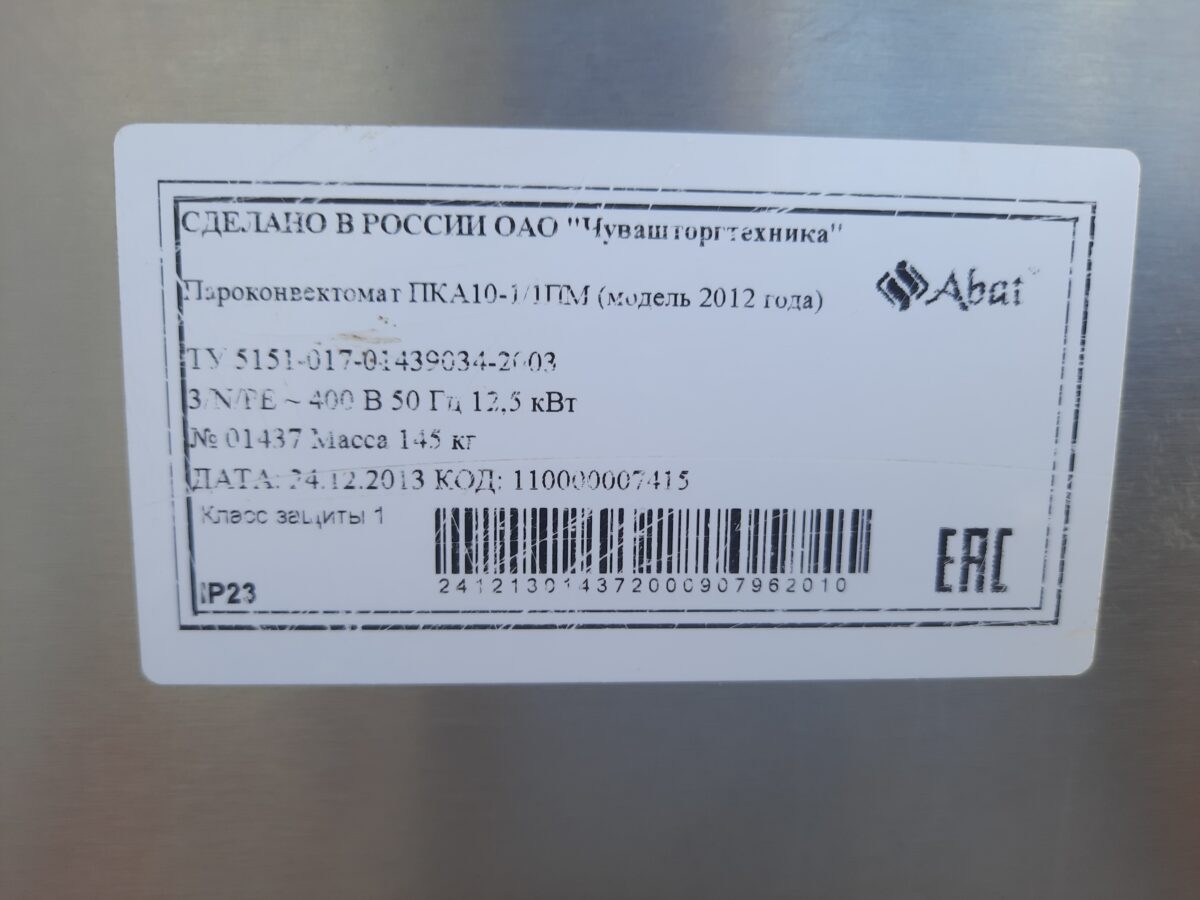 СДЕЛАНО В РОССИИ ОАО "Чувашторгтехника"
Abat
Пароконвектомат ПКА10-1/1ПМ (модель 2012 года)
ТУ 5151-017-01439034-2003
3/N/PE ~ 400 В 50 Гц 12,5 кВт
№ 01437 Масса 145 кг
ДАТА: 24.12.2013 КОД: 110000007415
Класс защиты 1
241213014372000907962010
IP23
EAC